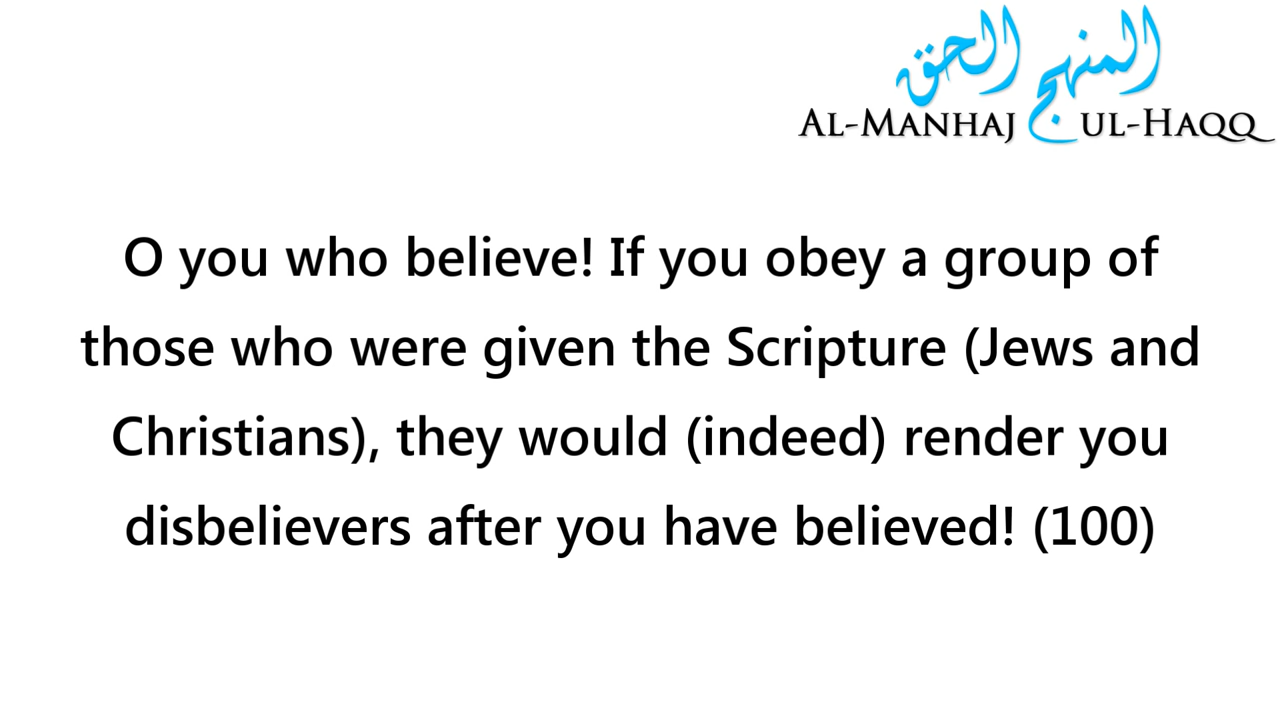 المنهج الحق
AL-MANHAJ UL-HAQQ
O you who believe! If you obey a group of
those who were given the Scripture (Jews and
Christians), they would (indeed) render you
disbelievers after you have believed! (100)